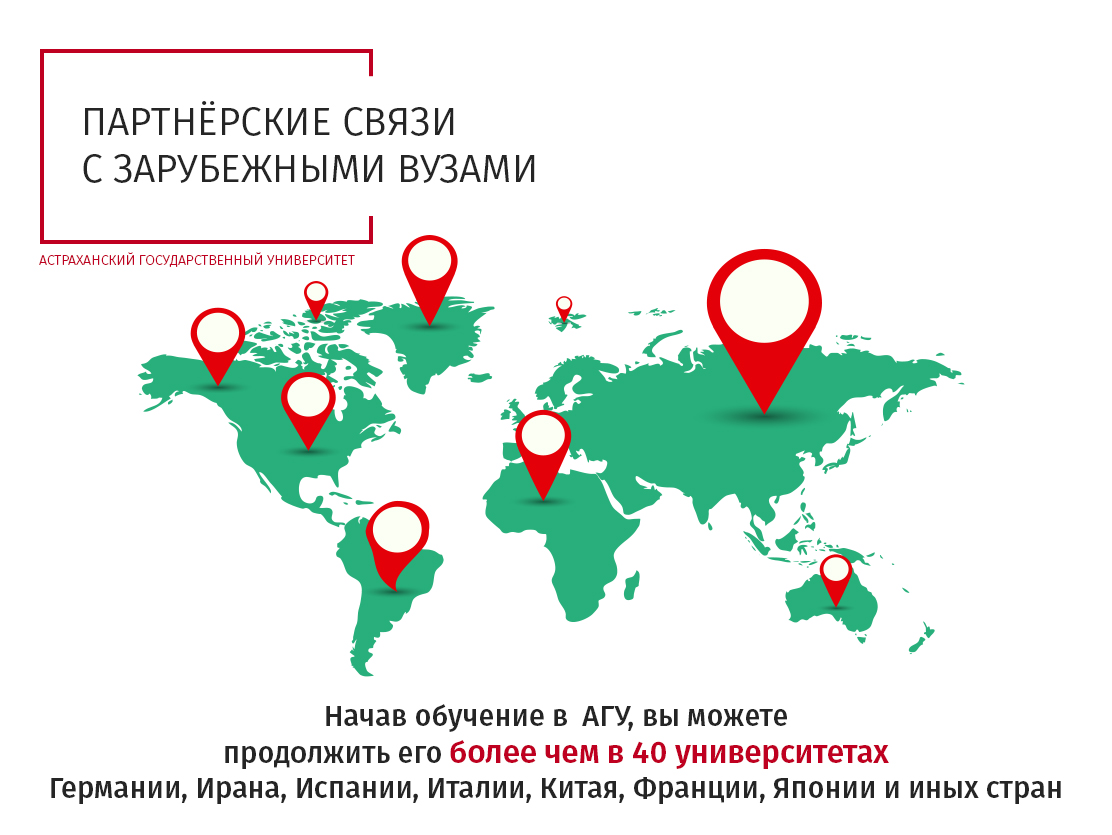 ПАРТНЁРСКИЕ СВЯЗИ
С ЗАРУБЕЖНЫМИ ВУЗАМИ
АСТРАХАНСКИЙ ГОСУДАРСТВЕННЫЙ УНИВЕРСИТЕТ
Начав обучение в АГУ, вы можете
продолжить его более чем в 40 университетах
Германии, Ирана, Испании, Италии, Китая, Франции, Японии и иных стран